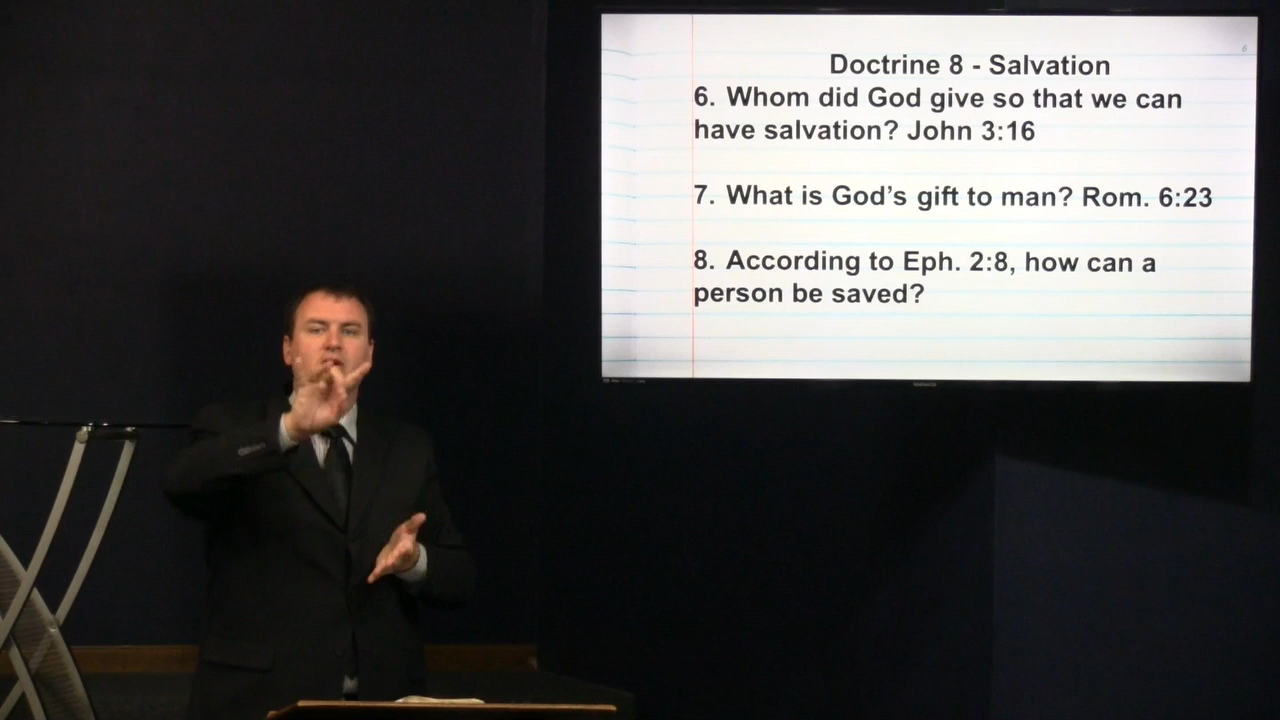 6
Doctrine 8 - Salvation
6. Whom did God give so that we can
have salvation? John 3:16
7. What is God's gift to man? Rom. 6:23
8. According to Eph. 2:8, how can a
person be saved?